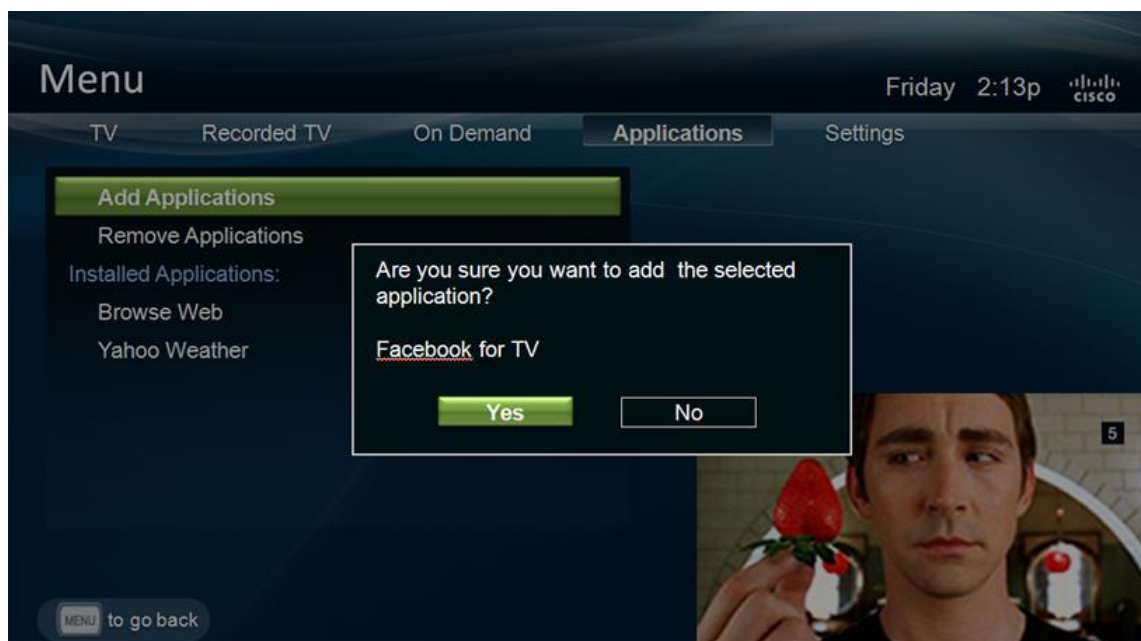 Menu
Friday 2:13p
CISCO
TV Recorded TV On Demand Applications Settings
Add Applications
Remove Applications
Installed Applications:
Browse Web
Yahoo Weather
Are you sure you want to add the selected
application?
Facebook for TV
Yes No
5
MENU to go back